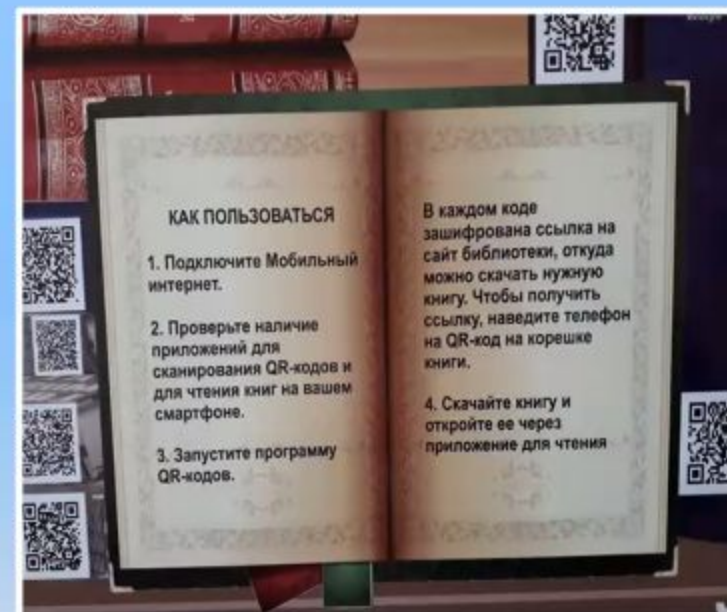 КАК ПОЛЬЗОВАТЬСЯ
1. Подключите Мобильный
интернет.
2. Проверьте наличие
приложений для
сканирования QR-кодов и
для чтения книг на вашем
смартфоне.
3. Запустите программу
QR-кодов.
В каждом коде
зашифрована ссылка на
сайт библиотеки, откуда
можно скачать нужную
книгу. Чтобы получить
ссылку, наведите телефон
на QR-код на корешке
книги.
4. Скачайте книгу и
откройте ее через
приложение для чтения